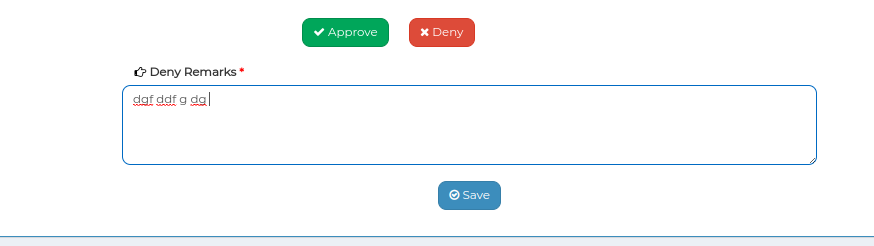 Approve Deny
Deny Remarks *
dgf ddf g dg
Save